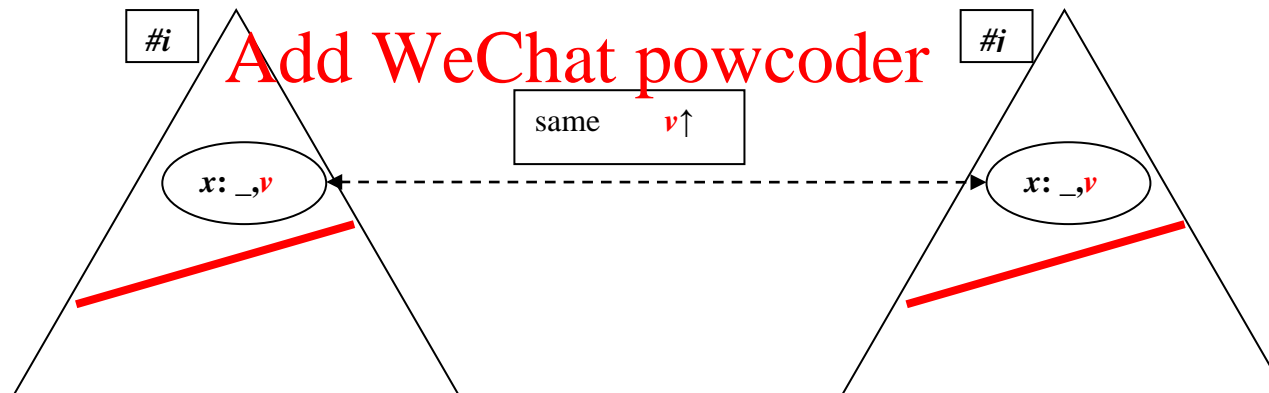 #i
#i
Add WeChat powcoder
same v↑
x: _,v
x: _,v